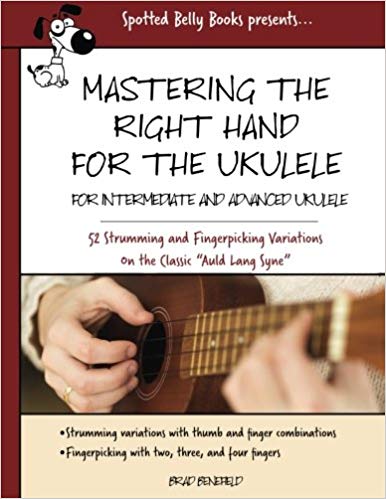 Spotted Belly Books presents...
MASTERING THE
RIGHT HAND
FOR THE UKULELE
FOR INTERMEDIATE AND ADVANCED UKULELE
52 Strumming and Fingerpicking Variations
on the Classic "Auld Lang Syne"
•Strumming variations with thumb and finger combinations
•Fingerpicking with two, three, and four fingers
BRAD BENEFIELD